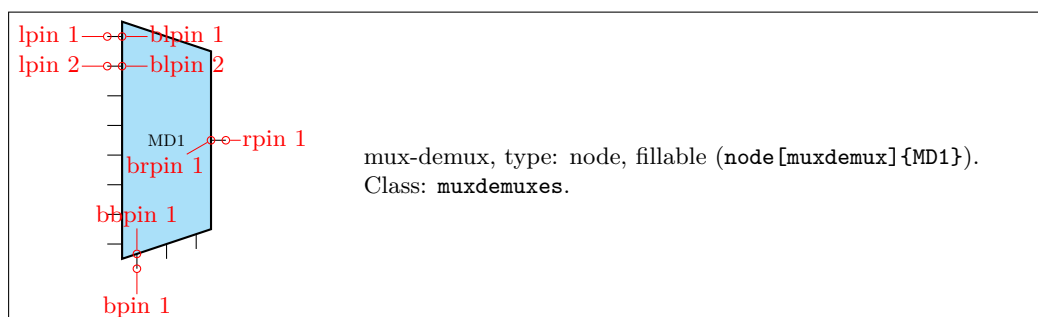 lpin 1 blpin 1
lpin 2 blpin 2
MD1 rpin 1
brpin 1
bbpin 1
bpin 1
mux-demux, type: node, fillable (node[muxdemux]{MD1}).
Class: muxdemuxes.